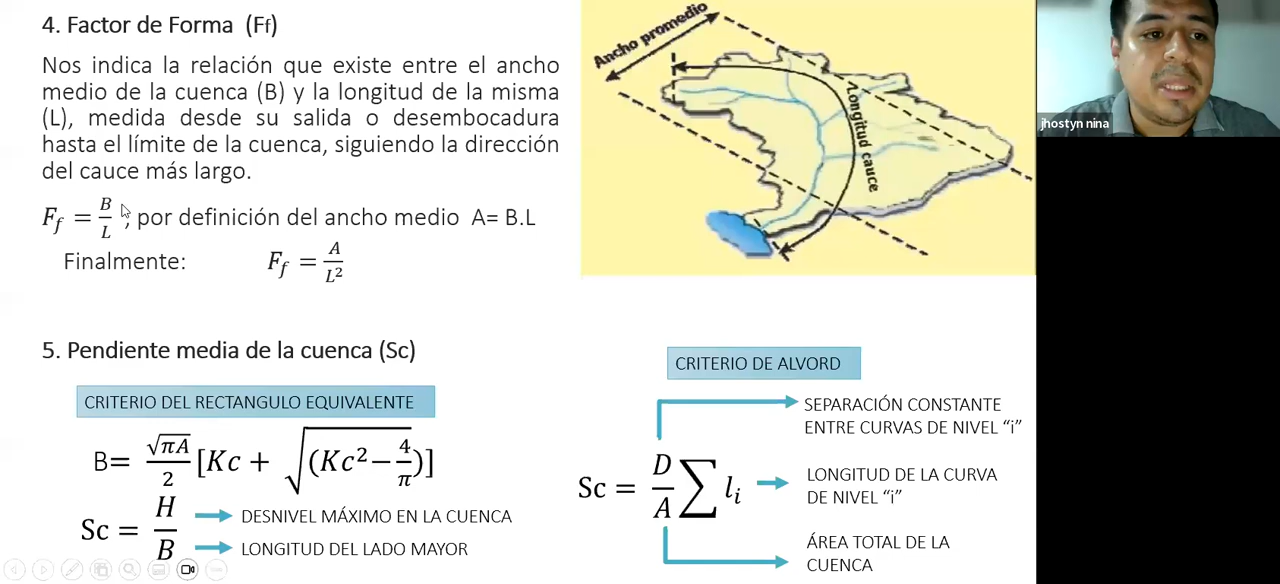 4. Factor de Forma (Ff)
Nos indica la relación que existe entre el ancho
medio de la cuenca (B) y la longitud de la misma
(L), medida desde su salida o desembocadura
hasta el límite de la cuenca, siguiendo la dirección
del cauce más largo.
F_f = B/L , por definición del ancho medio A= B.L
Finalmente: F_f = A/L²
Ancho promedio
Longitud cauce
jhostyn nina
5. Pendiente media de la cuenca (Sc)
CRITERIO DEL RECTANGULO EQUIVALENTE
B= √πA/2 [Kc + √(Kc²−4/π)]
Sc = H/B
DESNIVEL MÁXIMO EN LA CUENCA
LONGITUD DEL LADO MAYOR
CRITERIO DE ALVORD
SEPARACIÓN CONSTANTE
ENTRE CURVAS DE NIVEL “i”
Sc = D/A ∑ l_i
LONGITUD DE LA CURVA
DE NIVEL “i”
ÁREA TOTAL DE LA
CUENCA